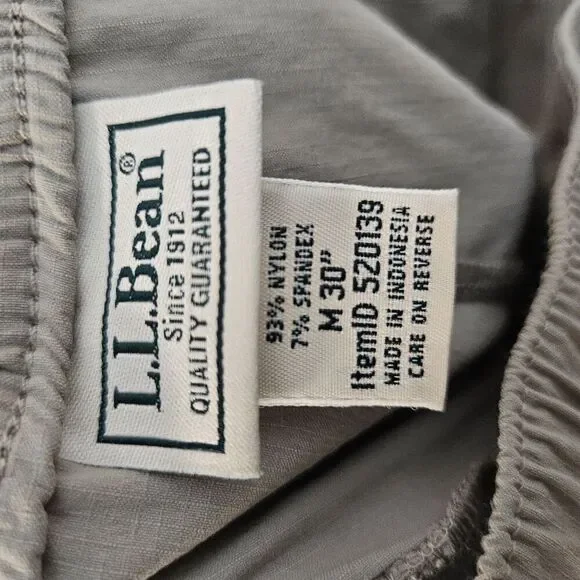 L.L.Bean®
Since 1912
QUALITY GUARANTEED
93% NYLON
7% SPANDEX
M 30"
ItemID 520139
MADE IN INDONESIA
CARE ON REVERSE